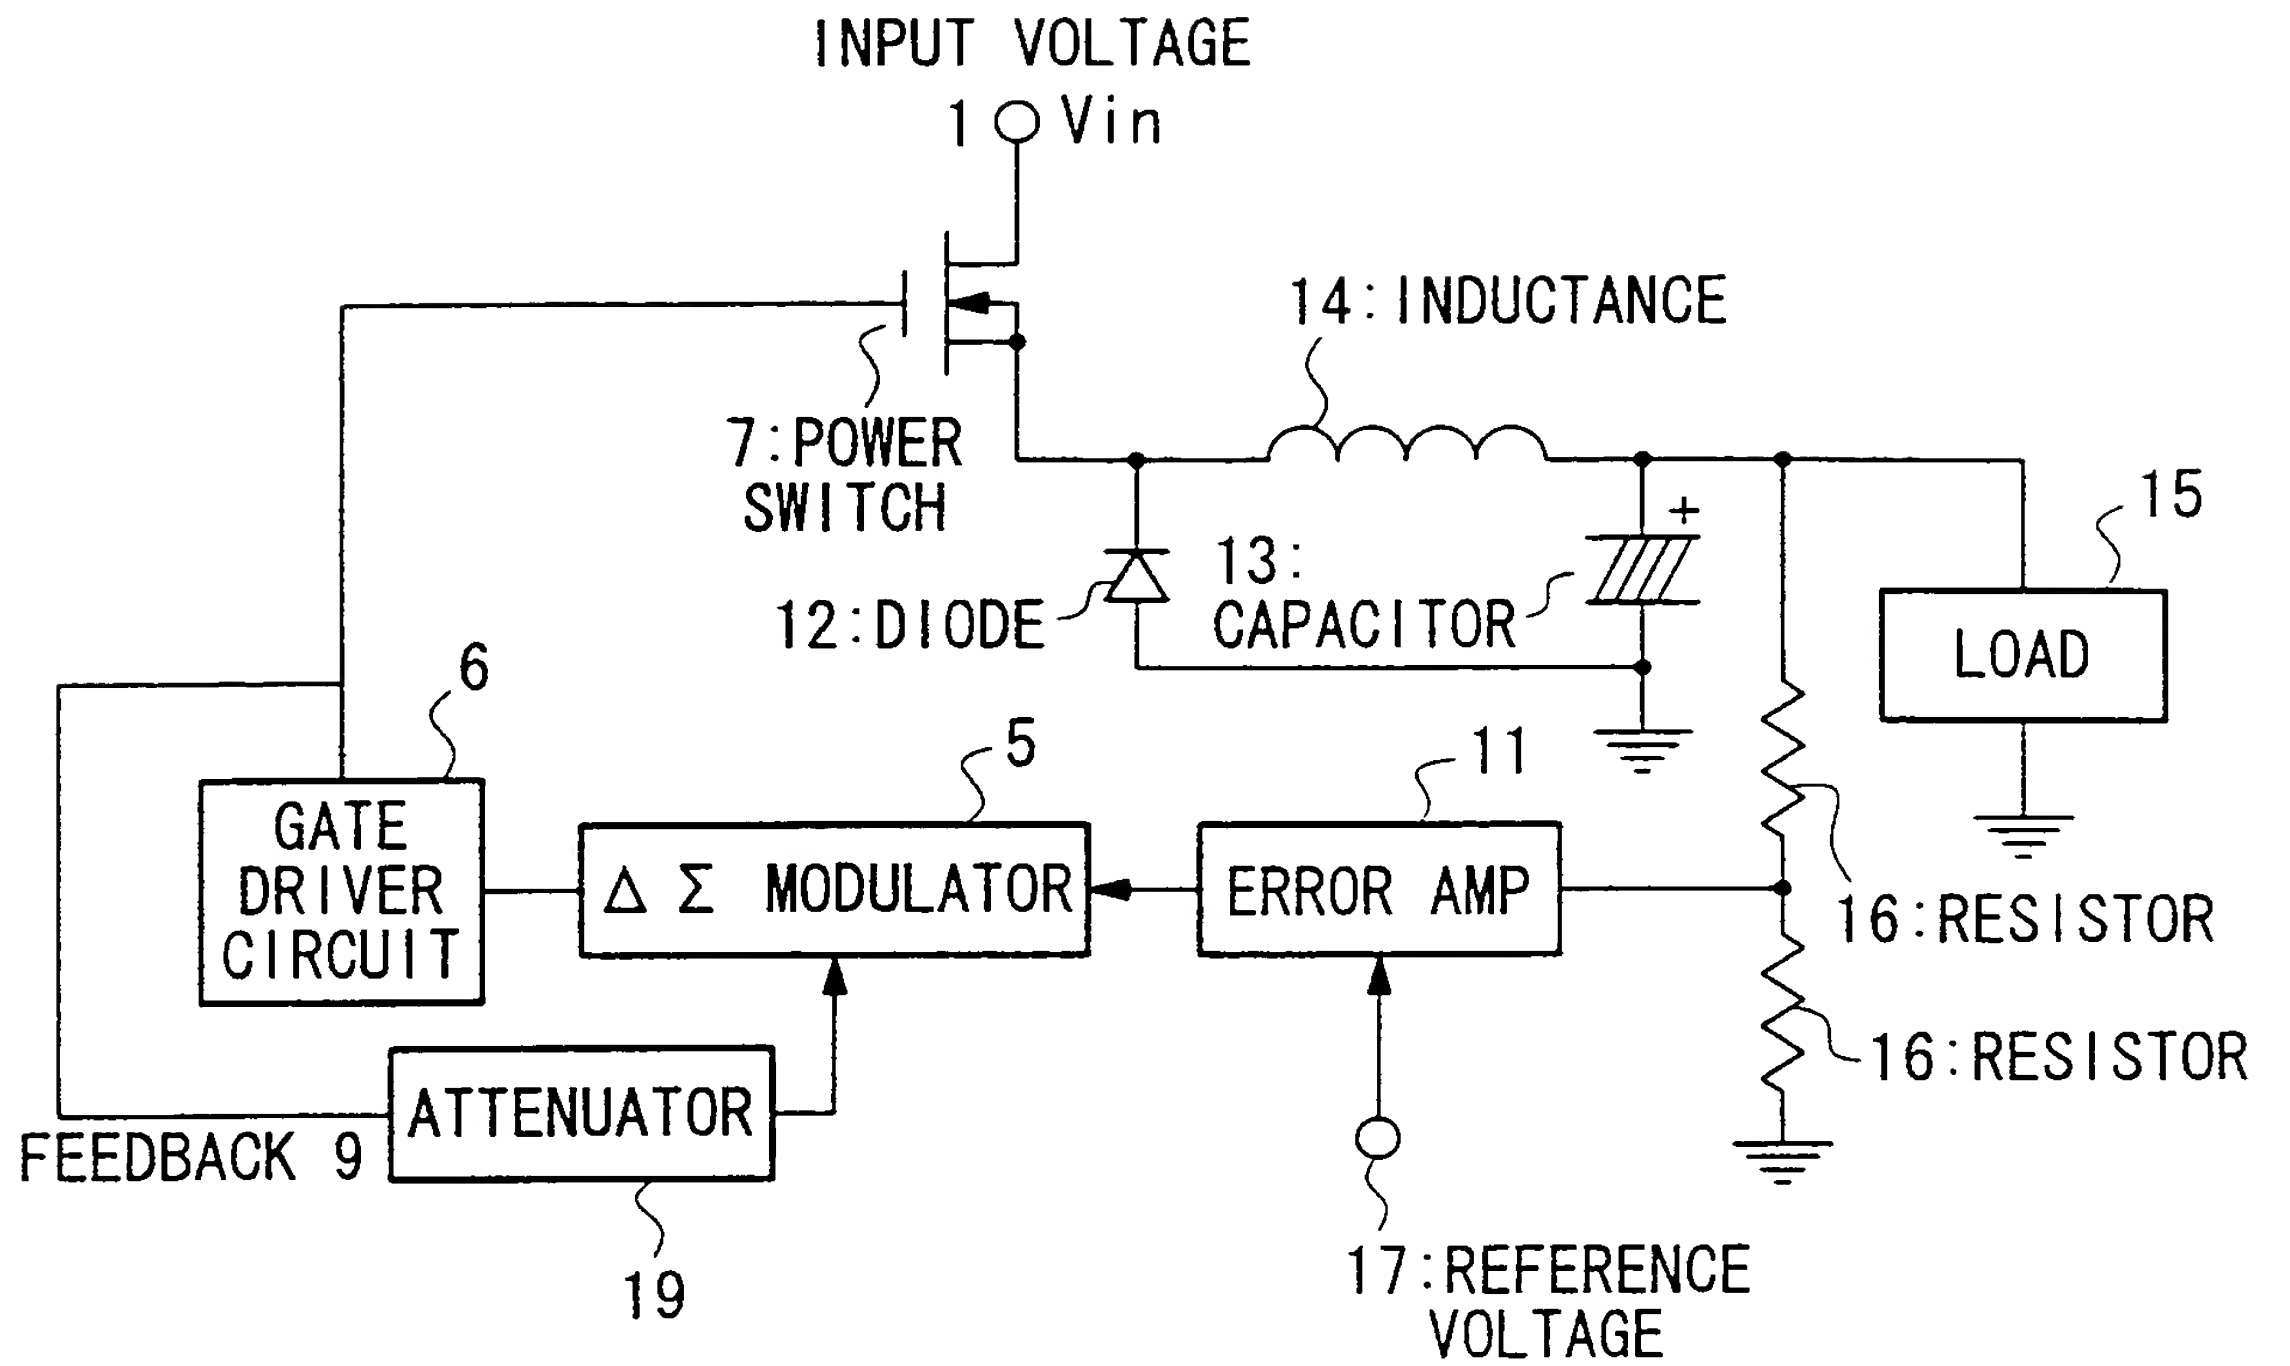 INPUT VOLTAGE
1 Vin
14:INDUCTANCE
7:POWER
SWITCH
+
15
13:
CAPACITOR
12:DIODE
LOAD
6
5
11
GATE
DRIVER
CIRCUIT
Δ Σ MODULATOR
ERROR AMP
16:RESISTOR
16:RESISTOR
ATTENUATOR
FEEDBACK 9
19
17:REFERENCE
VOLTAGE